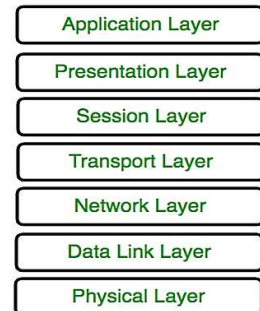 Application Layer
Presentation Layer
Session Layer
Transport Layer
Network Layer
Data Link Layer
Physical Layer